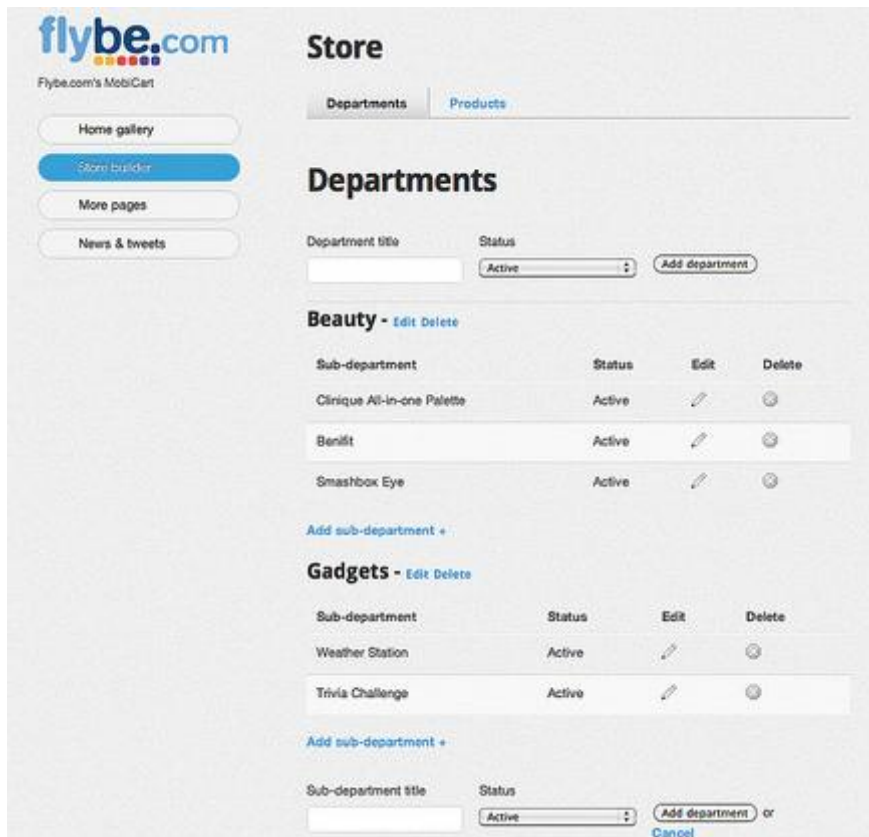 flybe.com
Flybe.com's MobiCart
Home gallery
Store builder
More pages
News & tweets
Store
Departments Products
Departments
Department title Status
Active Add department
Beauty - Edit Delete
Sub-department Status Edit Delete
Clinique All-in-one Palette Active
Benifit Active
Smashbox Eye Active
Add sub-department +
Gadgets - Edit Delete
Sub-department Status Edit Delete
Weather Station Active
Trivia Challenge Active
Add sub-department +
Sub-department title Status
Active Add department or
Cancel